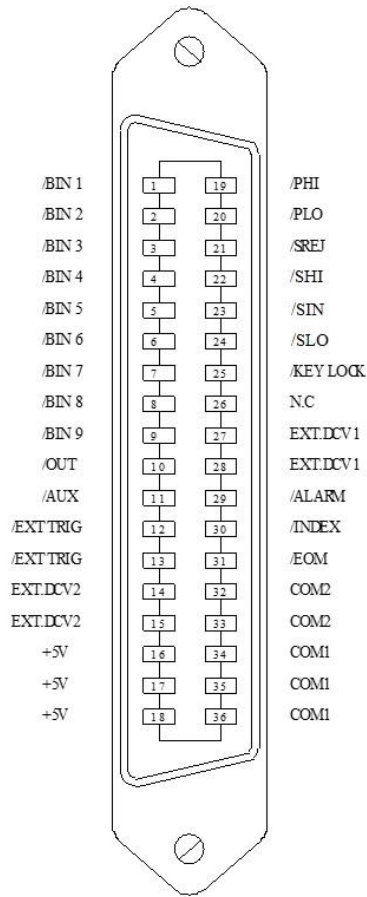 /BIN 1 1 19 /PHI
/BIN 2 2 20 /PLO
/BIN 3 3 21 /SREJ
/BIN 4 4 22 /SHI
/BIN 5 5 23 /SIN
/BIN 6 6 24 /SLO
/BIN 7 7 25 /KEY LOCK
/BIN 8 8 26 N.C
/BIN 9 9 27 EXT.DCV1
/OUT 10 28 EXT.DCV1
/AUX 11 29 /ALARM
/EXT TRIG 12 30 /INDEX
/EXT TRIG 13 31 /EOM
EXT.DCV2 14 32 COM2
EXT.DCV2 15 33 COM2
+5V 16 34 COM1
+5V 17 35 COM1
+5V 18 36 COM1